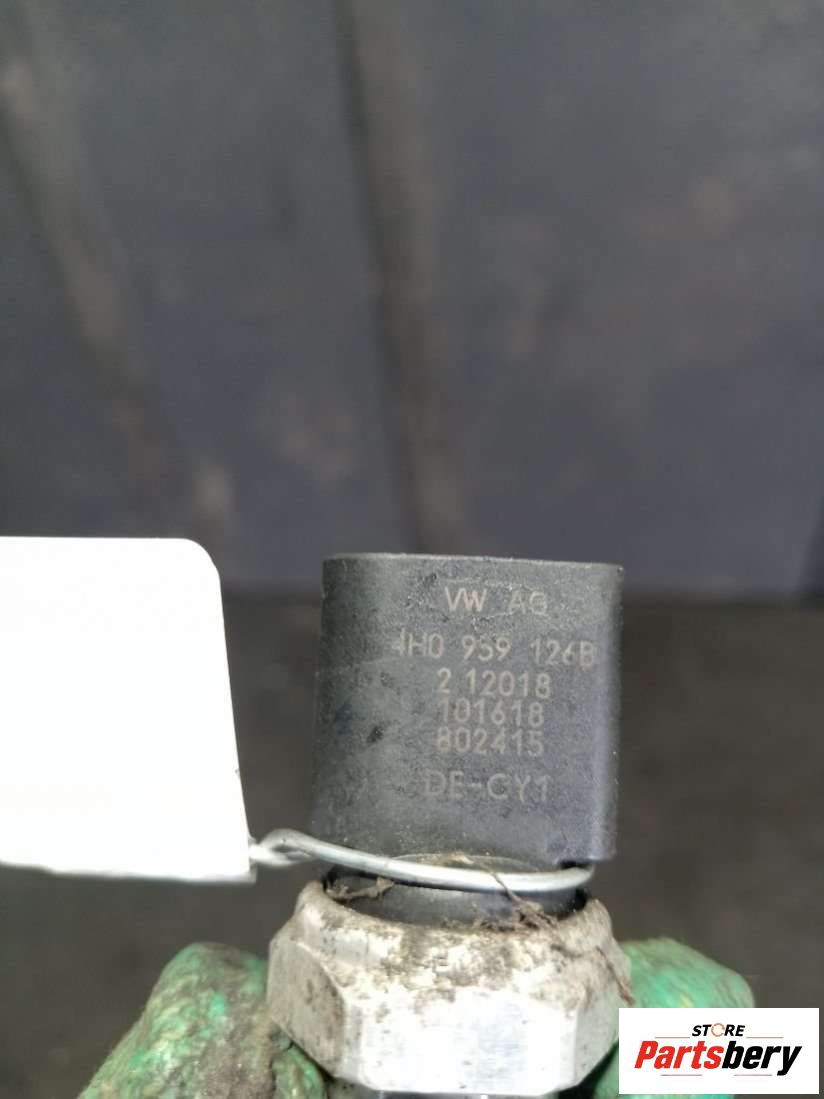 VW AG
4H0 959 126B
2 12018
101618
802415
DE-CY1
STORE
Partsbery